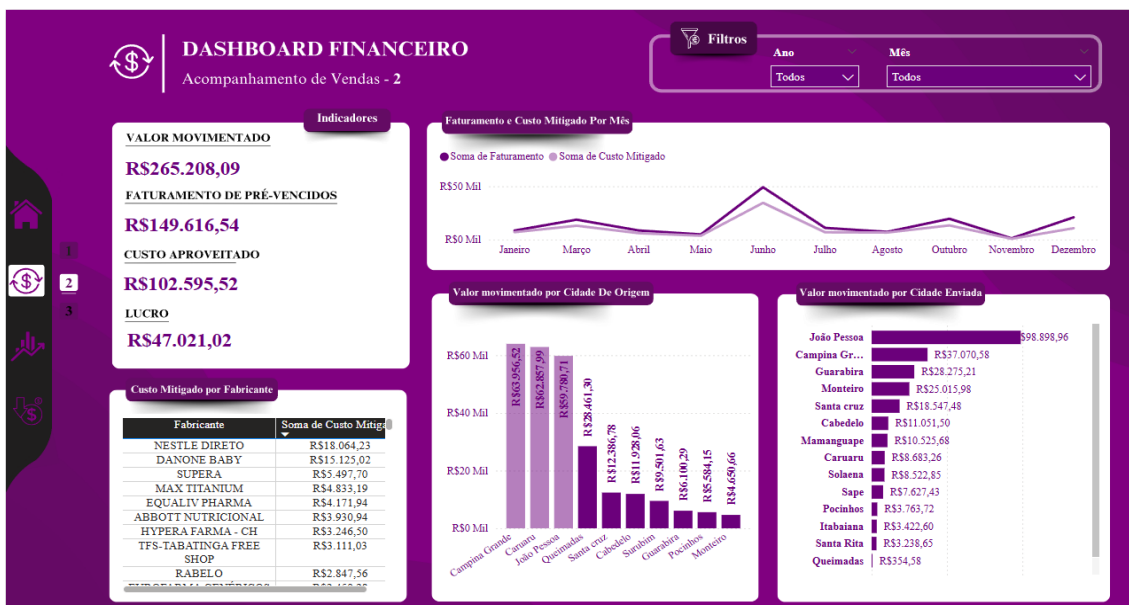 DASHBOARD FINANCEIRO
Acompanhamento de Vendas - 2
Filtros
Ano
Mês
Todos
Todos
Indicadores
VALOR MOVIMENTADO
R$265.208,09
FATURAMENTO DE PRÉ-VENCIDOS
R$149.616,54
CUSTO APROVEITADO
R$102.595,52
LUCRO
R$47.021,02
1
2
3
Faturamento e Custo Mitigado Por Mês
Soma de Faturamento
Soma de Custo Mitigado
R$50 Mil
R$0 Mil
Janeiro
Março
Abril
Maio
Junho
Julho
Agosto
Outubro
Novembro
Dezembro
Custo Mitigado por Fabricante
Fabricante
Soma de Custo Mitiga
NESTLE DIRETO R$18.064,23
DANONE BABY R$15.125,02
SUPERA R$5.497,70
MAX TITANIUM R$4.833,19
EQUALIV PHARMA R$4.171,94
ABBOTT NUTRICIONAL R$3.930,94
HYPERA FARMA - CH R$3.246,50
TFS-TABATINGA FREE R$3.111,03
SHOP
RABELO R$2.847,56
Valor movimentado por Cidade De Origem
R$60 Mil
R$40 Mil
R$20 Mil
R$0 Mil
R$63.956,52
R$62.857,99
R$59.780,71
R$28.461,30
R$12.386,78
R$11.928,06
R$9.501,63
R$6.100,29
R$5.584,15
R$4.650,66
Campina Grande
Caruaru
João Pessoa
Queimadas
Santa cruz
Cabedelo
Surubim
Guarabira
Pocinhos
Monteiro
Valor movimentado por Cidade Enviada
João Pessoa $98.898,96
Campina Gr... R$37.070,58
Guarabira R$28.275,21
Monteiro R$25.015,98
Santa cruz R$18.547,48
Cabedelo R$11.051,50
Mamanguape R$10.525,68
Caruaru R$8.683,26
Solaena R$8.522,85
Sape R$7.627,43
Pocinhos R$3.763,72
Itabaiana R$3.422,60
Santa Rita R$3.238,65
Queimadas R$354,58